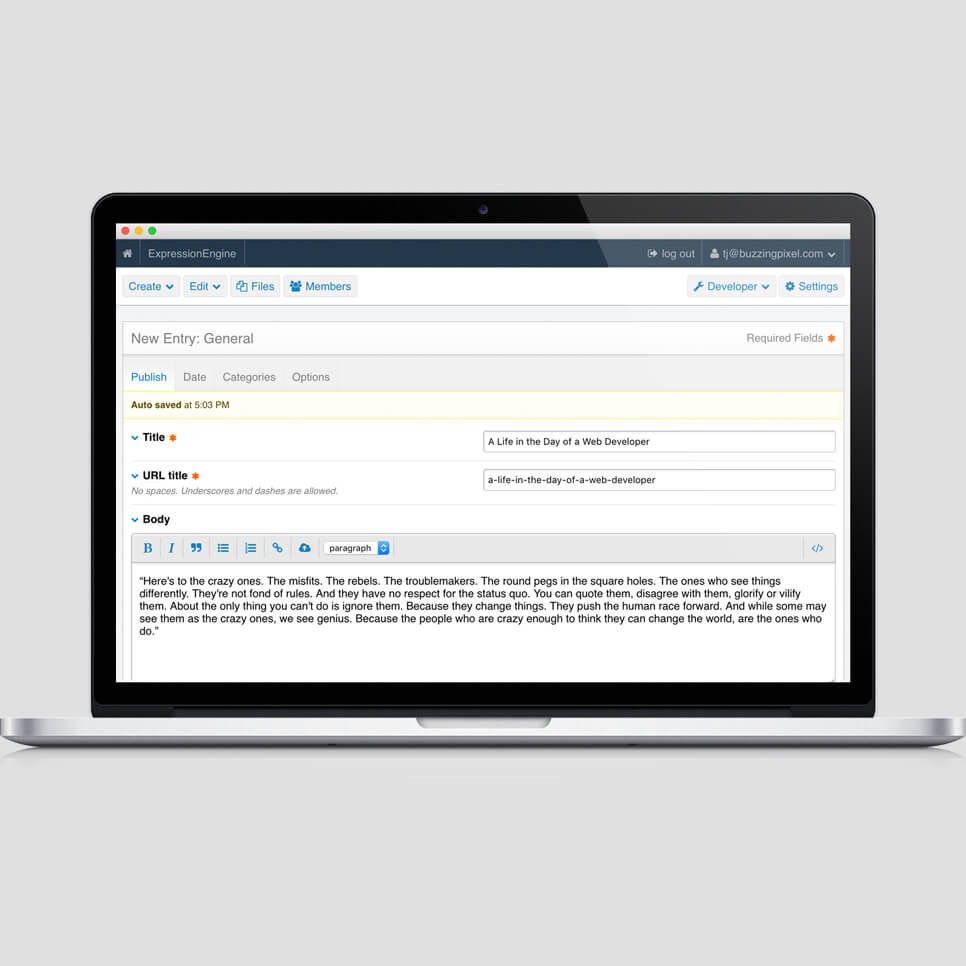 ExpressionEngine log out tj@buzzingpixel.com
Create Edit Files Members Developer Settings
New Entry: General Required Fields ✱
Publish Date Categories Options
Auto saved at 5:03 PM
Title ✱ A Life in the Day of a Web Developer
URL title ✱ a-life-in-the-day-of-a-web-developer
No spaces. Underscores and dashes are allowed.
Body
B I paragraph </>
“Here’s to the crazy ones. The misfits. The rebels. The troublemakers. The round pegs in the square holes. The ones who see things
differently. They’re not fond of rules. And they have no respect for the status quo. You can quote them, disagree with them, glorify or vilify
them. About the only thing you can’t do is ignore them. Because they change things. They push the human race forward. And while some may
see them as the crazy ones, we see genius. Because the people who are crazy enough to think they can change the world, are the ones who
do.”